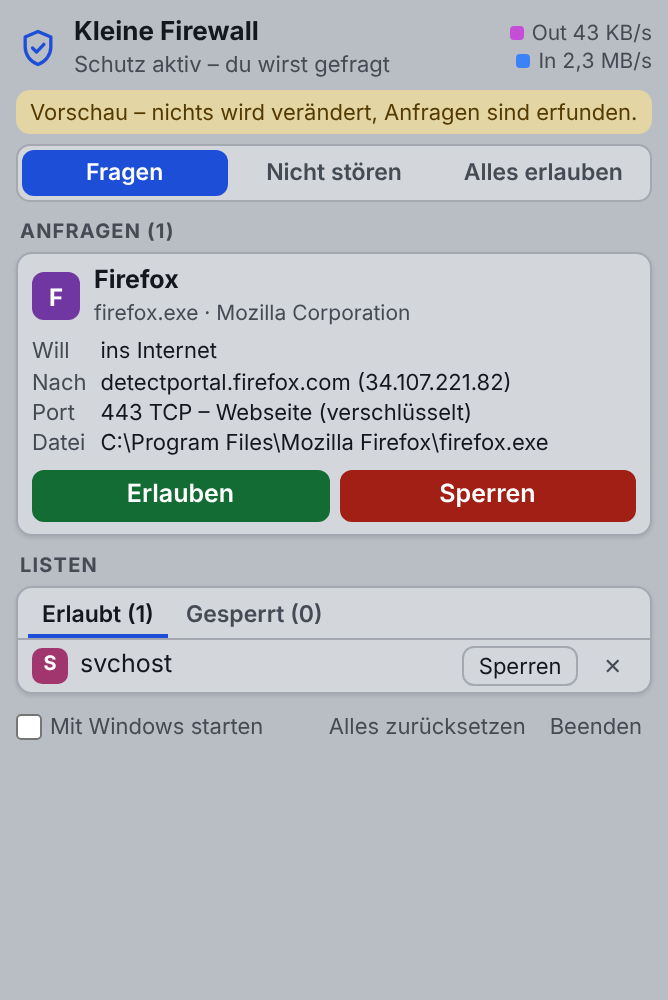 Kleine Firewall
Schutz aktiv – du wirst gefragt
Out 43 KB/s
In 2,3 MB/s
Vorschau – nichts wird verändert, Anfragen sind erfunden.
Fragen Nicht stören Alles erlauben
ANFRAGEN (1)
F
Firefox
firefox.exe · Mozilla Corporation
Will ins Internet
Nach detectportal.firefox.com (34.107.221.82)
Port 443 TCP – Webseite (verschlüsselt)
Datei C:\Program Files\Mozilla Firefox\firefox.exe
Erlauben Sperren
LISTEN
Erlaubt (1) Gesperrt (0)
S svchost Sperren ✕
Mit Windows starten Alles zurücksetzen Beenden